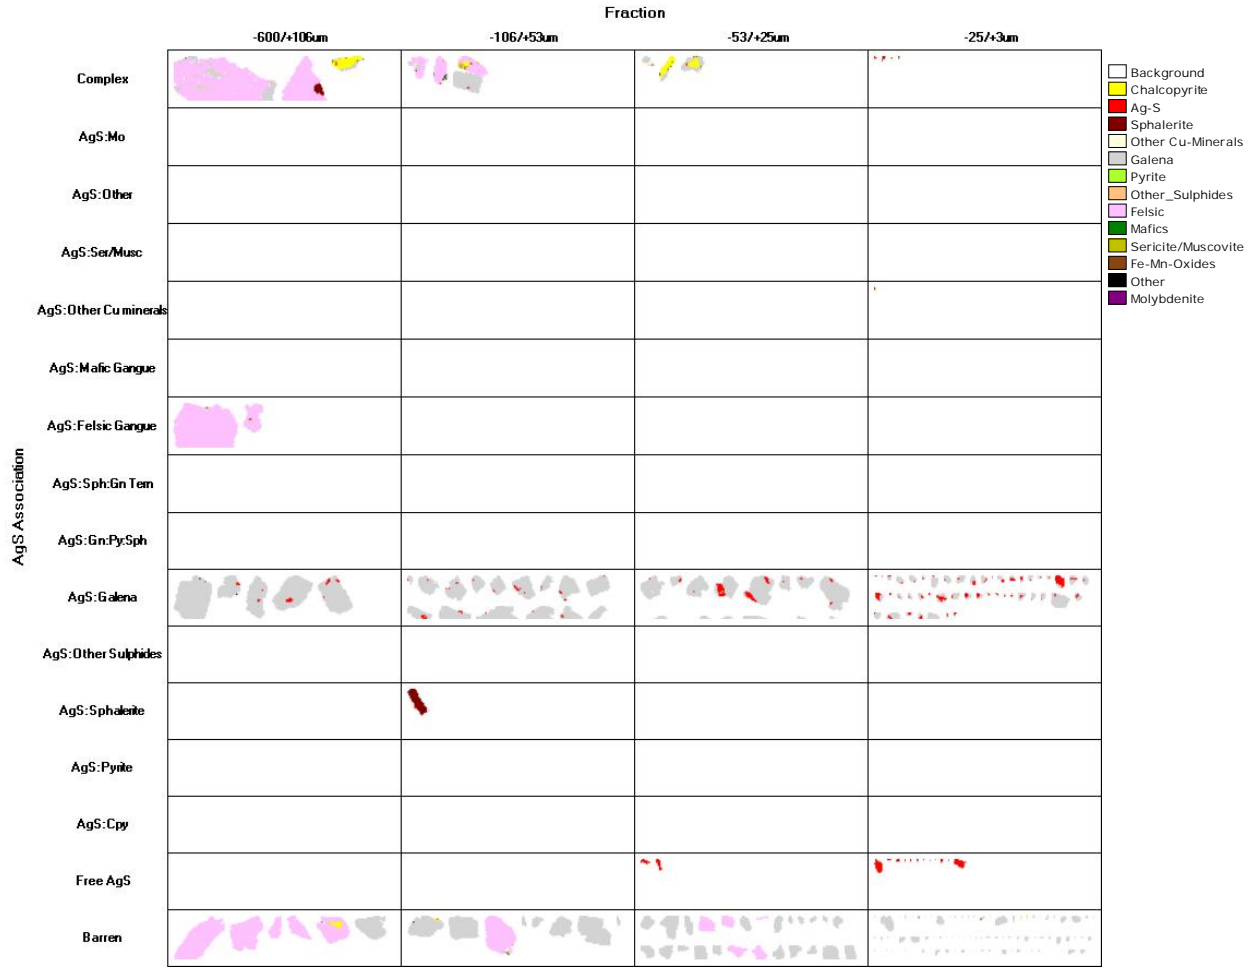 Fraction
-600/+106um
-106/+53um
-53/+25um
-25/+3um
AgS Association
Complex
AgS:Mo
AgS:Other
AgS:Ser/Musc
AgS:Other Cu minerals
AgS:Mafic Gangue
AgS:Felsic Gangue
AgS:Sph:Gn Tern
AgS:Gn:Py:Sph
AgS:Galena
AgS:Other Sulphides
AgS:Sphalerite
AgS:Pyrite
AgS:Cpy
Free AgS
Barren
Background
Chalcopyrite
Ag-S
Sphalerite
Other Cu-Minerals
Galena
Pyrite
Other_Sulphides
Felsic
Mafics
Sericite/Muscovite
Fe-Mn-Oxides
Other
Molybdenite